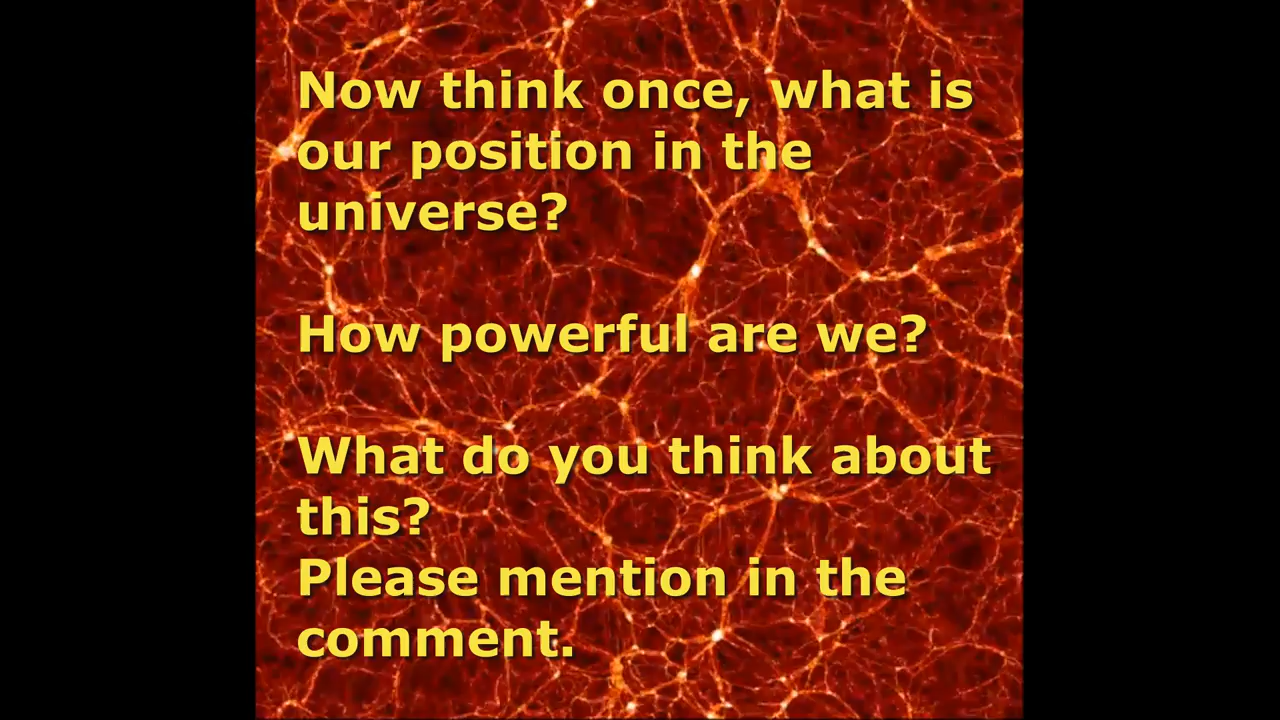 Now think once, what is
our position in the
universe?
How powerful are we?
What do you think about
this?
Please mention in the
comment.